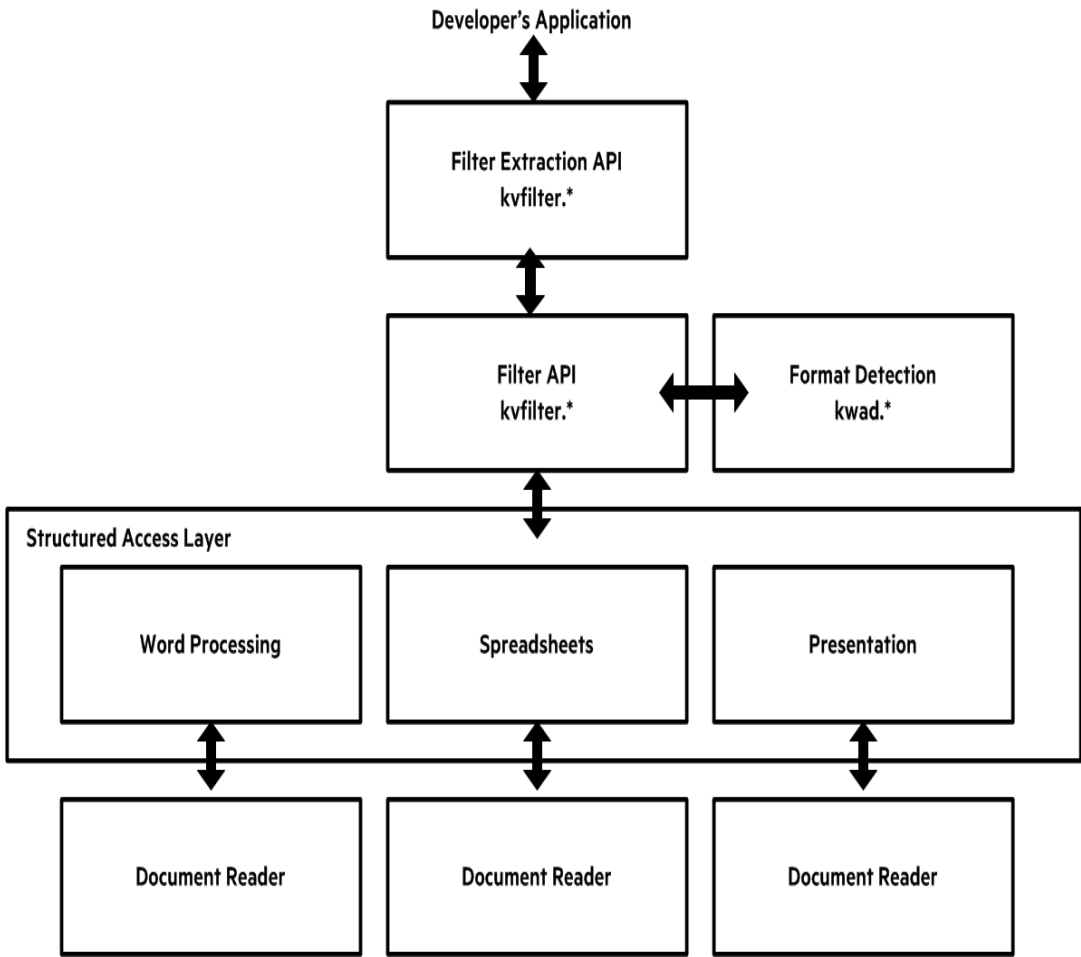 Developer's Application
Filter Extraction API
kvfilter.*
Filter API
kvfilter.*
Format Detection
kwad.*
Structured Access Layer
Word Processing
Spreadsheets
Presentation
Document Reader
Document Reader
Document Reader